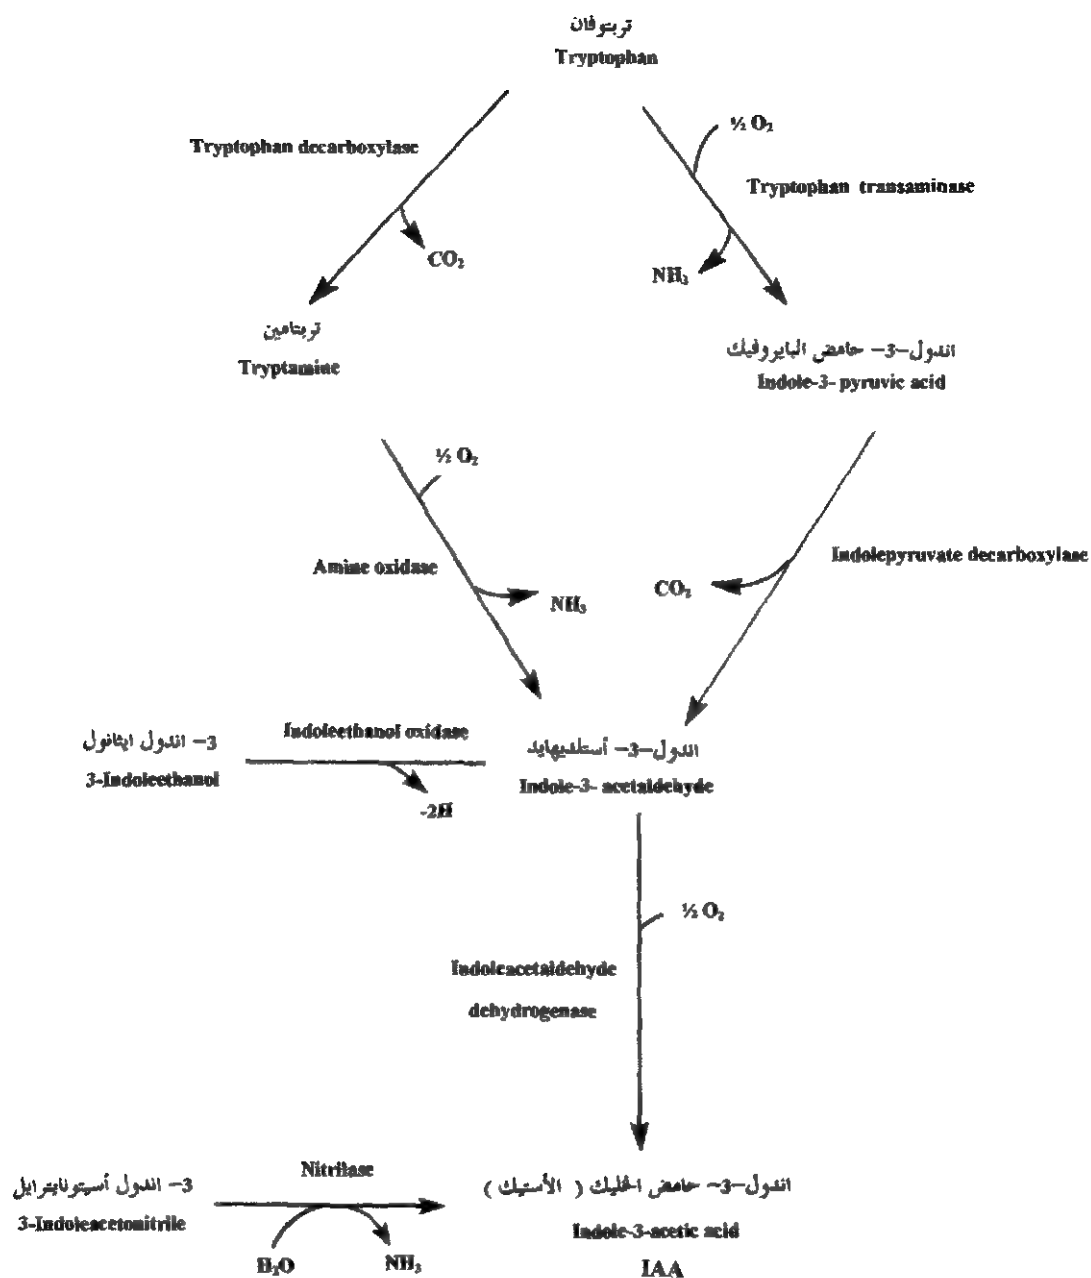 تربتوفان
Tryptophan
½ O₂
Tryptophan decarboxylase
Tryptophan transaminase
CO₂
NH₃
تربتامين
Tryptamine
اندول-3- حامض البايروفيك
Indole-3- pyruvic acid
½ O₂
Amine oxidase
Indolepyruvate decarboxylase
NH₃
CO₂
3- اندول ايثانول
3-Indoleethanol
Indoleethanol oxidase
-2H
اندول-3- أستلديهايد
Indole-3- acetaldehyde
½ O₂
Indoleacetaldehyde
dehydrogenase
3- اندول أسيتونايترايل
3-Indoleacetonitrile
Nitrilase
H₂O
NH₃
اندول-3- حامض الخليك ( الأستيك )
Indole-3-acetic acid
IAA